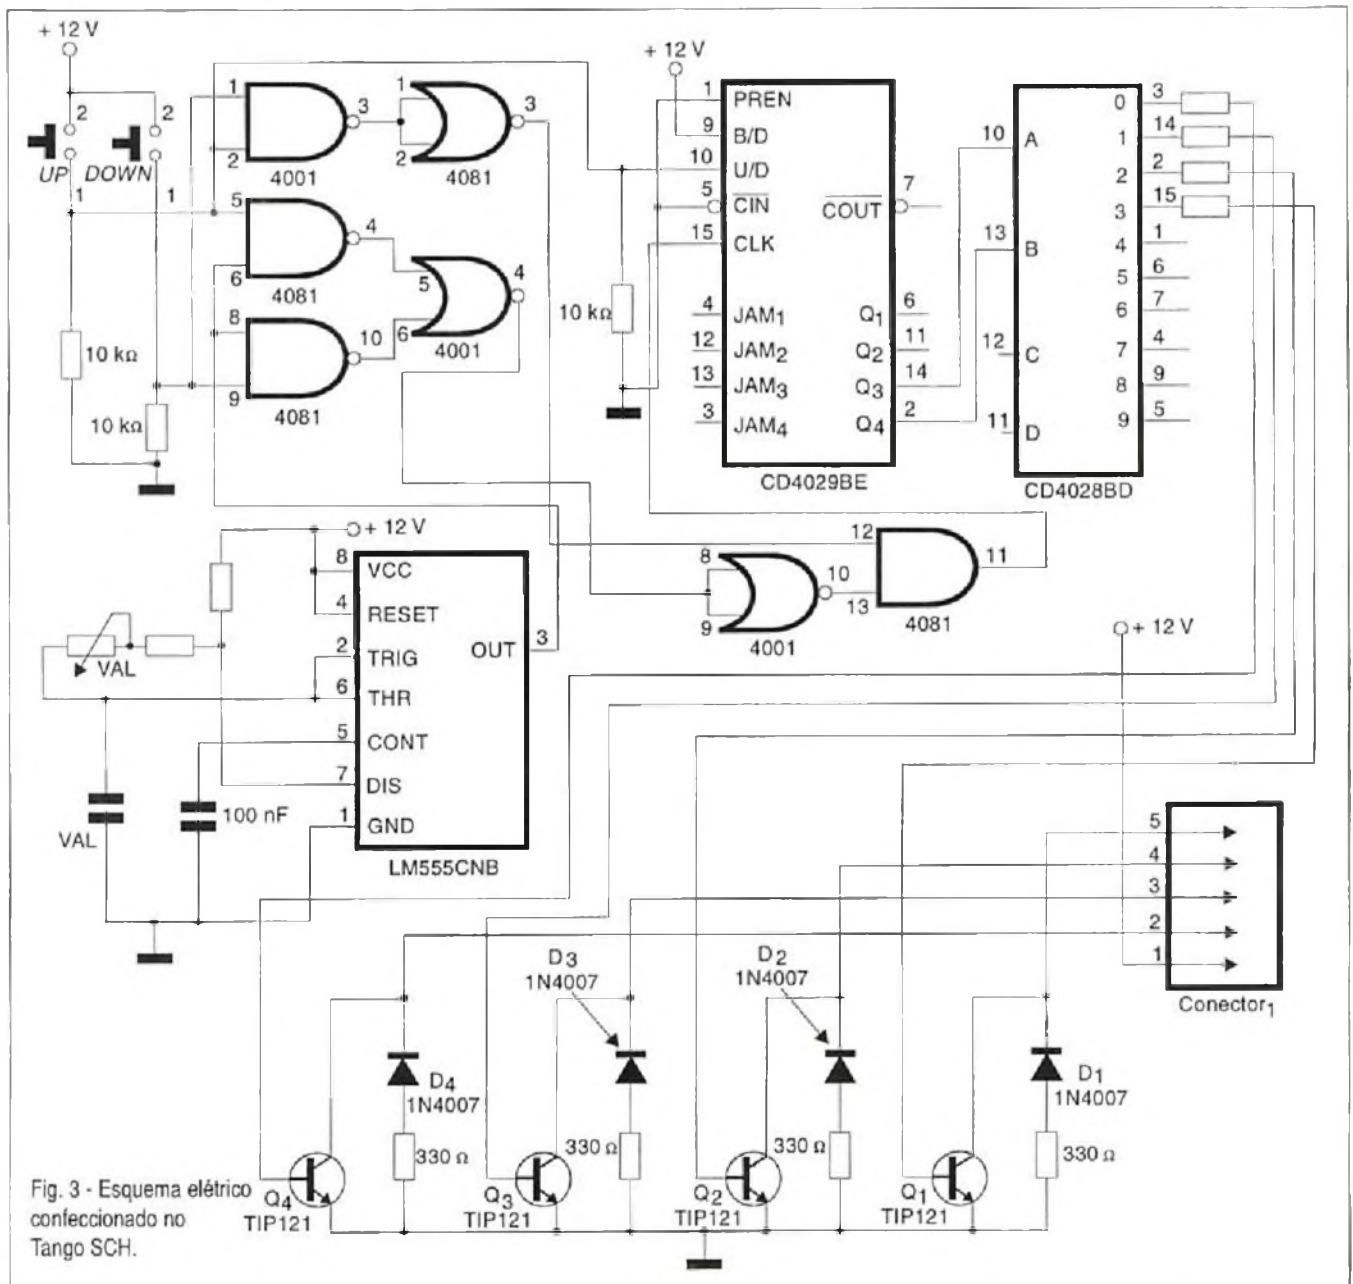 + 12 V
2
2
UP
DOWN
1
1
10 kΩ
10 kΩ
1
2
3
4001
1
2
3
4081
5
6
4
4081
8
9
10
4081
5
6
4
4001
+ 12 V
10 kΩ
1 PREN
9 B/D
10 U/D
5 CIN
15 CLK
4 JAM1
12 JAM2
13 JAM3
3 JAM4
COUT 7
Q1 6
Q2 11
Q3 14
Q4 2
CD4029BE
10 A
13 B
12 C
11 D
0 3
1 14
2 2
3 15
4 1
5 6
6 7
7 4
8 9
9 5
CD4028BD
+ 12 V
VAL
VAL
100 nF
8 VCC
4 RESET
2 TRIG
6 THR
5 CONT
7 DIS
1 GND
OUT 3
LM555CNB
8
9
10
4001
12
13
11
4081
+ 12 V
5
4
3
2
1
Conector1
D4
1N4007
330 Ω
Q4
TIP121
D3
1N4007
330 Ω
Q3
TIP121
D2
1N4007
330 Ω
Q2
TIP121
D1
1N4007
330 Ω
Q1
TIP121
Fig. 3 - Esquema elétrico
confeccionado no
Tango SCH.